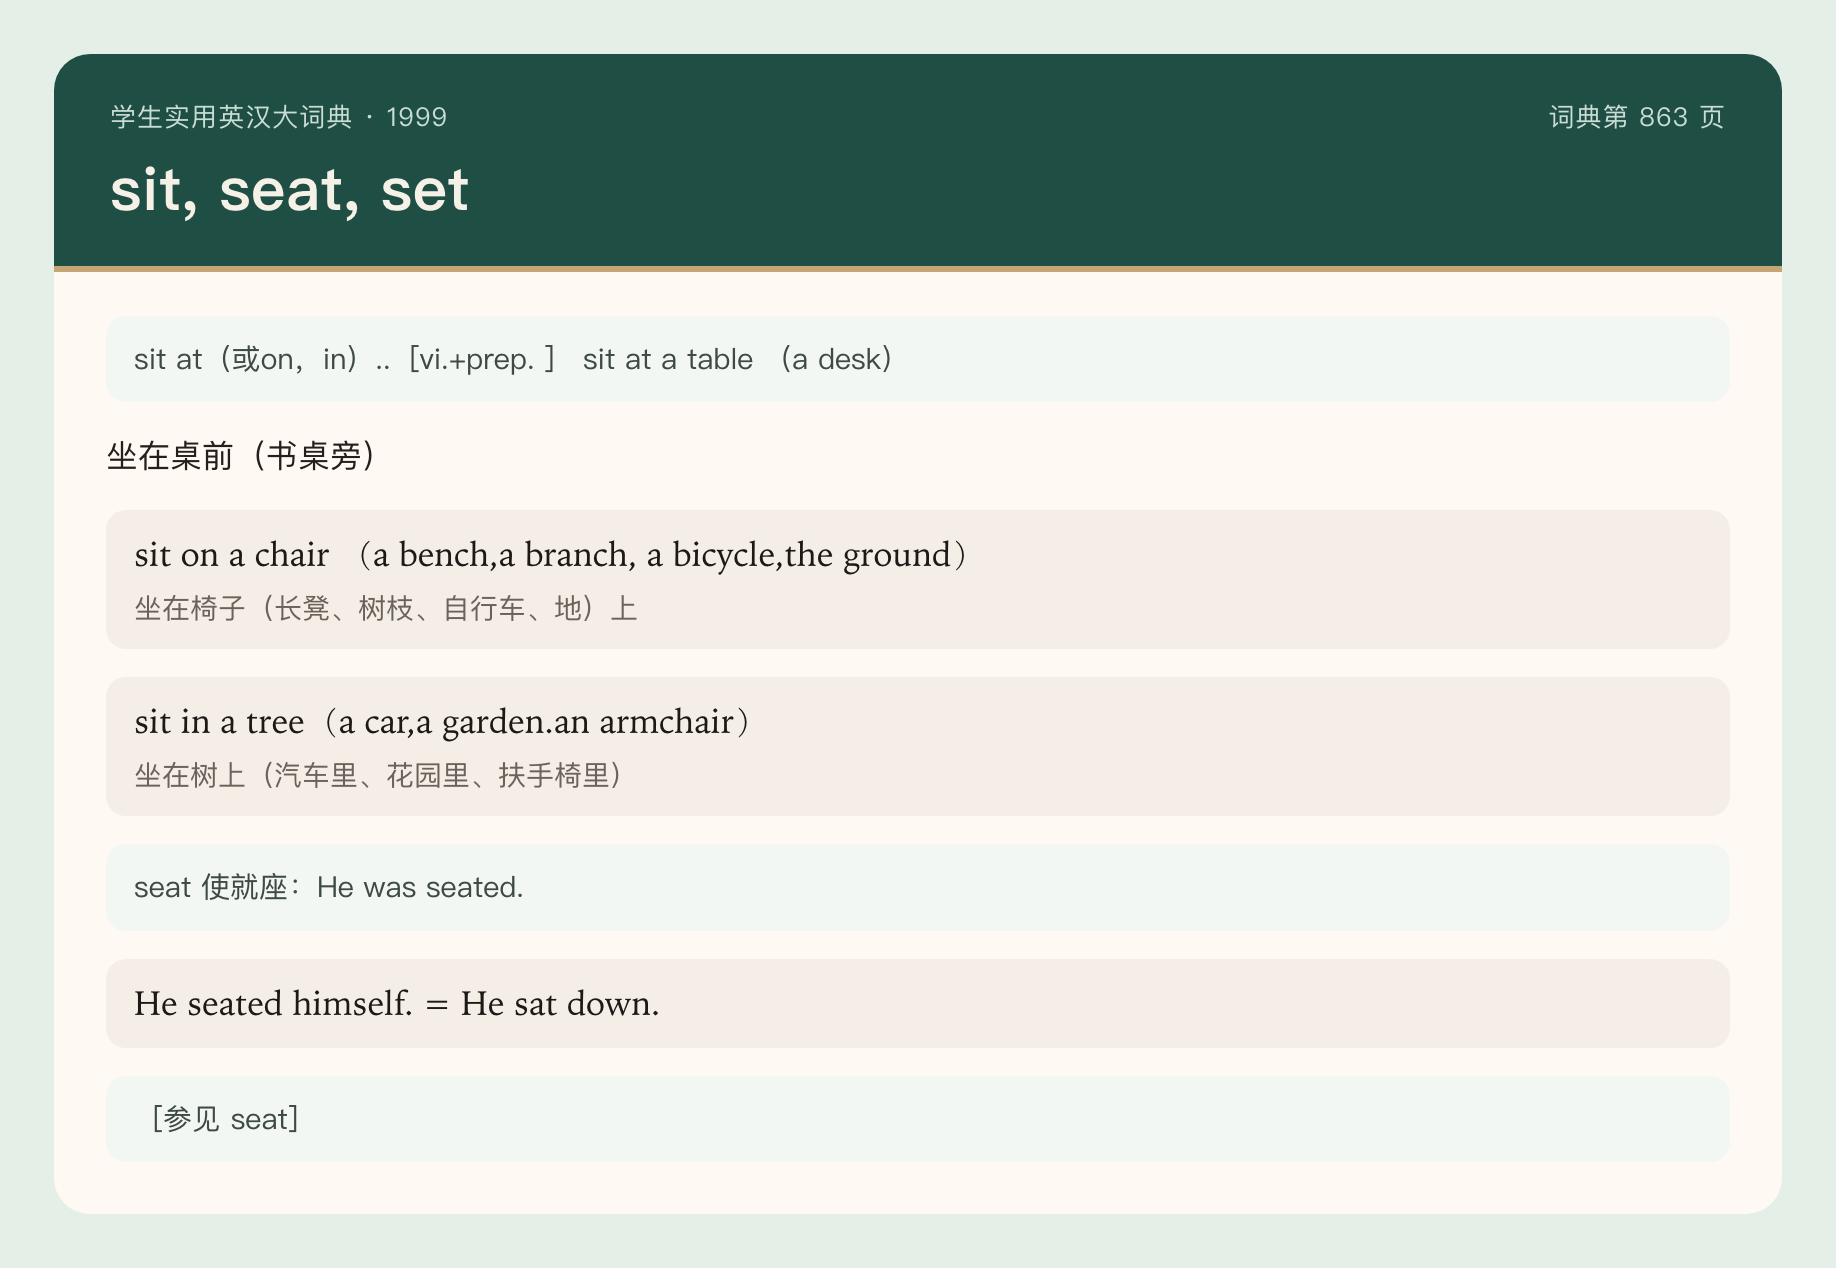 学生实用英汉大词典 · 1999
词典第 863 页
sit, seat, set
sit at（或on，in）..［vi.+prep. ］ sit at a table （a desk）
坐在桌前（书桌旁）
sit on a chair （a bench,a branch, a bicycle,the ground）
坐在椅子（长凳、树枝、自行车、地）上
sit in a tree（a car,a garden.an armchair）
坐在树上（汽车里、花园里、扶手椅里）
seat 使就座：He was seated.
He seated himself. = He sat down.
［参见 seat］